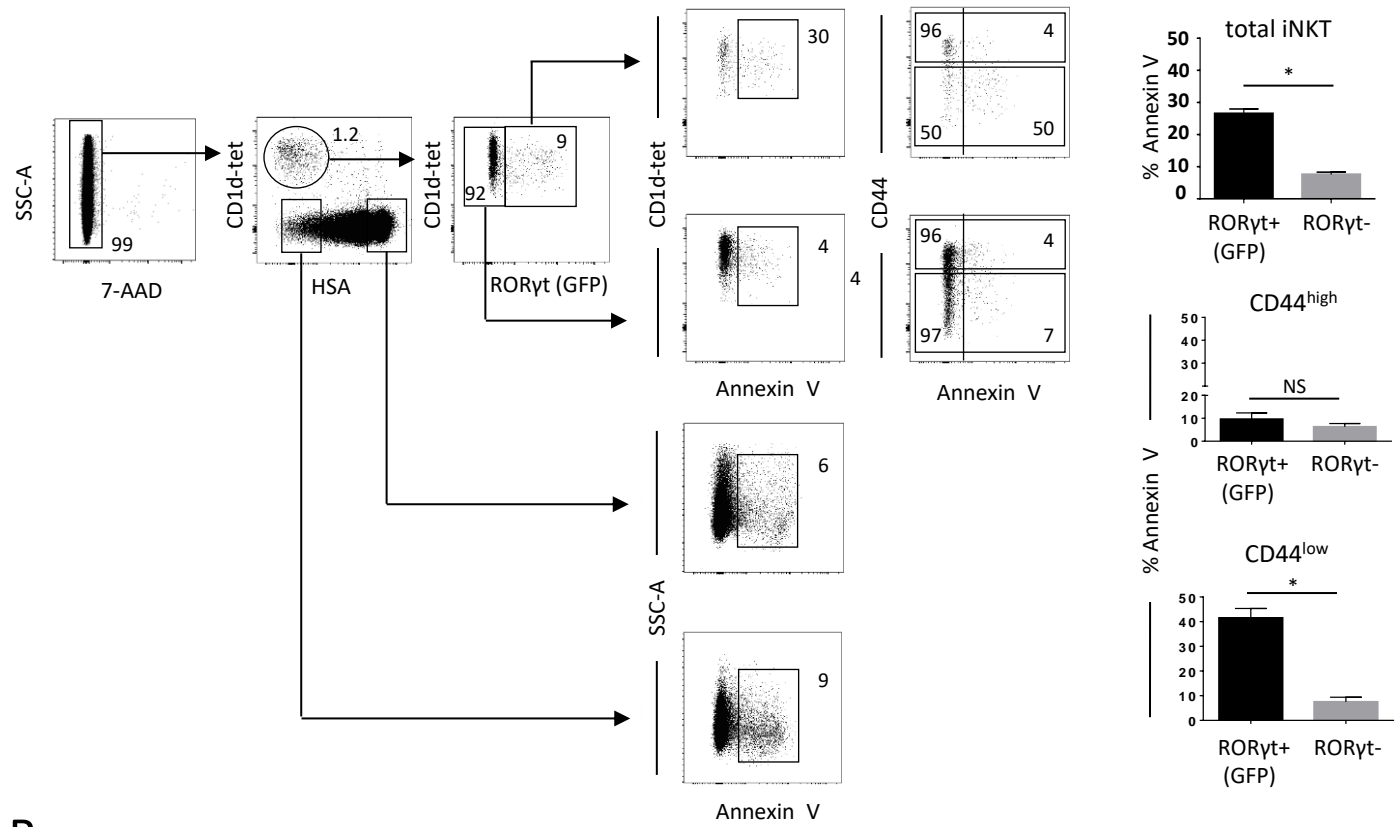 SSC-A
99
7-AAD
CD1d-tet
1.2
HSA
CD1d-tet
9
92
RORγt (GFP)
CD1d-tet
30
4
Annexin V
CD44
96
4
50
50
4
96
4
97
7
Annexin V
SSC-A
6
9
Annexin V
total iNKT
% Annexin V
50
40
30
20
10
0
*
RORγt+
(GFP)
RORγt-
CD44high
% Annexin V
50
40
30
20
10
0
NS
RORγt+
(GFP)
RORγt-
CD44low
50
40
30
20
10
0
*
RORγt+
(GFP)
RORγt-